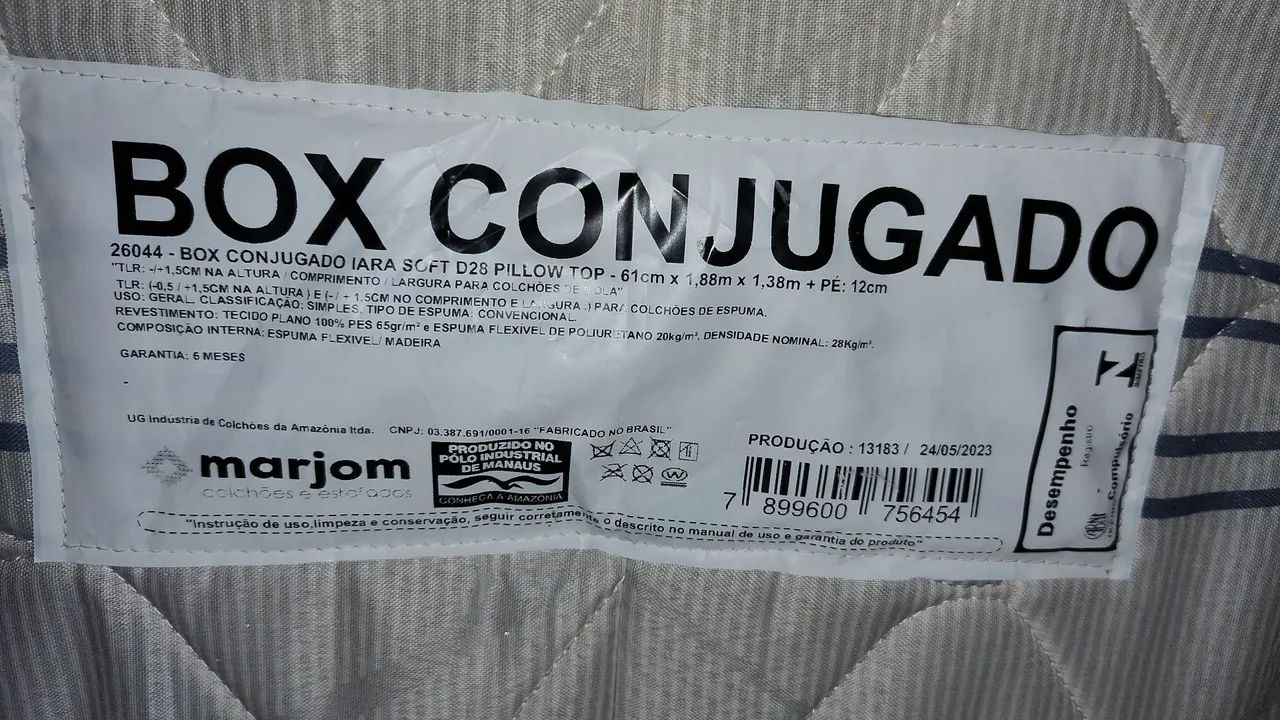 BOX CONJUGADO
26044 - BOX CONJUGADO IARA SOFT D28 PILLOW TOP - 61cm x 1,88m x 1,38m + PÉ: 12cm
"TLR: -/+1,5CM NA ALTURA / COMPRIMENTO / LARGURA PARA COLCHÕES DE MOLA"
TLR: (-0,5 / +1,5CM NA ALTURA ) E (- / + 1,5CM NO COMPRIMENTO E LARGURA .) PARA COLCHÕES DE ESPUMA.
USO: GERAL. CLASSIFICAÇÃO: SIMPLES, TIPO DE ESPUMA: CONVENCIONAL.
REVESTIMENTO: TECIDO PLANO 100% PES 65gr/m² e ESPUMA FLEXÍVEL DE POLIURETANO 20kg/m³. DENSIDADE NOMINAL: 28Kg/m³.
COMPOSIÇÃO INTERNA: ESPUMA FLEXIVEL/ MADEIRA
GARANTIA: 6 MESES
-
UG Indústria de Colchões da Amazônia ltda. CNPJ: 03.387.691/0001-16 "FABRICADO NO BRASIL"
marjom
colchões e estofados
PRODUZIDO NO
PÓLO INDUSTRIAL
DE MANAUS
CONHEÇA A AMAZÔNIA
W
PRODUÇÃO : 13183 / 24/05/2023
7 899600 756454
Desempenho
Registro
Compulsório
"Instrução de uso,limpeza e conservação, seguir corretamente o descrito no manual de uso e garantia do produto"